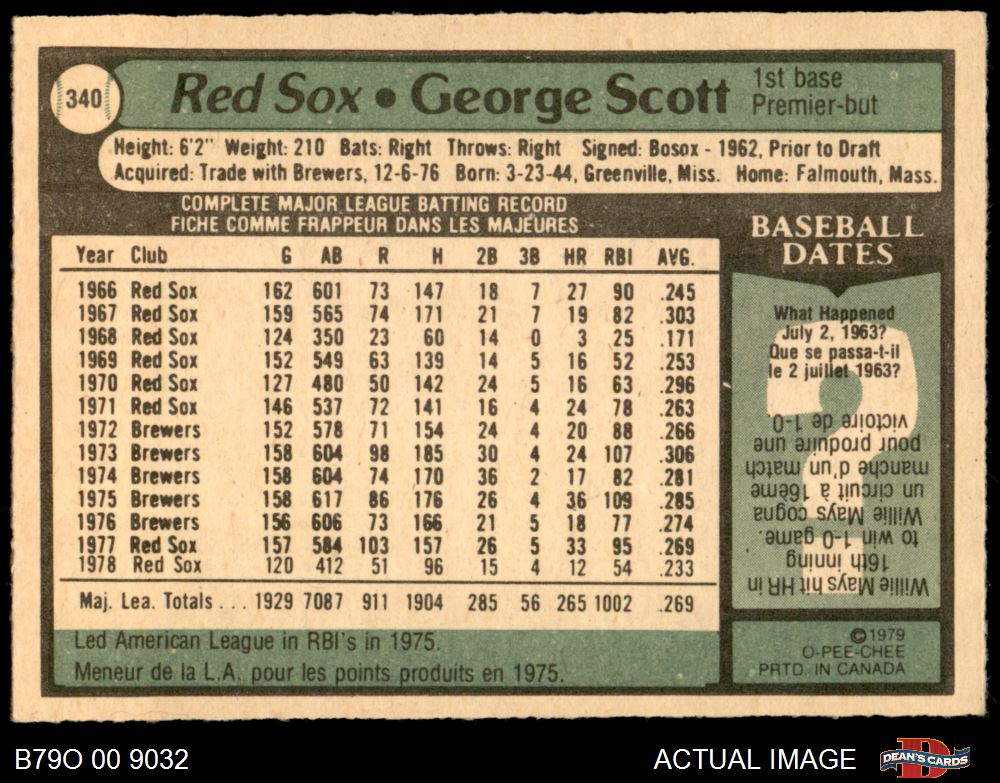 340
Red Sox • George Scott
1st base
Premier-but
Height: 6'2" Weight: 210 Bats: Right Throws: Right Signed: Bosox - 1962, Prior to Draft
Acquired: Trade with Brewers, 12-6-76 Born: 3-23-44, Greenville, Miss. Home: Falmouth, Mass.
COMPLETE MAJOR LEAGUE BATTING RECORD
FICHE COMME FRAPPEUR DANS LES MAJEURES
Year Club G AB R H 2B 3B HR RBI AVG.
1966 Red Sox 162 601 73 147 18 7 27 90 .245
1967 Red Sox 159 565 74 171 21 7 19 82 .303
1968 Red Sox 124 350 23 60 14 0 3 25 .171
1969 Red Sox 152 549 63 139 14 5 16 52 .253
1970 Red Sox 127 480 50 142 24 5 16 63 .296
1971 Red Sox 146 537 72 141 16 4 24 78 .263
1972 Brewers 152 578 71 154 24 4 20 88 .266
1973 Brewers 158 604 98 185 30 4 24 107 .306
1974 Brewers 158 604 74 170 36 2 17 82 .281
1975 Brewers 158 617 86 176 26 4 36 109 .285
1976 Brewers 156 606 73 166 21 5 18 77 .274
1977 Red Sox 157 584 103 157 26 5 33 95 .269
1978 Red Sox 120 412 51 96 15 4 12 54 .233
Maj. Lea. Totals ... 1929 7087 911 1904 285 56 265 1002 .269
Led American League in RBI's in 1975.
Meneur de la L.A. pour les points produits en 1975.
BASEBALL
DATES
What Happened
July 2, 1963?
Que se passa-t-il
le 2 juillet 1963?
Willie Mays hit HR in
16th inning
to win 1-0 game.
Willie Mays cogna
un circuit à 16ème
manche d'un match
pour produire une
victoire de 1-0.
©1979
O-PEE-CHEE
PRTD. IN CANADA
B79O 00 9032
ACTUAL IMAGE
DEAN'S CARDS